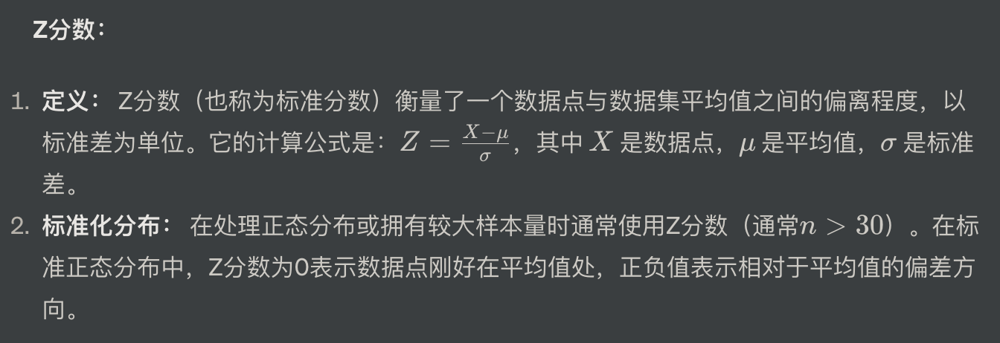 Z分数：
1. 定义： Z分数（也称为标准分数）衡量了一个数据点与数据集平均值之间的偏离程度，以
标准差为单位。它的计算公式是：$Z = \frac{X-\mu}{\sigma}$，其中 $X$ 是数据点，$\mu$ 是平均值，$\sigma$ 是标准
差。
2. 标准化分布： 在处理正态分布或拥有较大样本量时通常使用Z分数（通常$n > 30$）。在标
准正态分布中，Z分数为0表示数据点刚好在平均值处，正负值表示相对于平均值的偏差方
向。